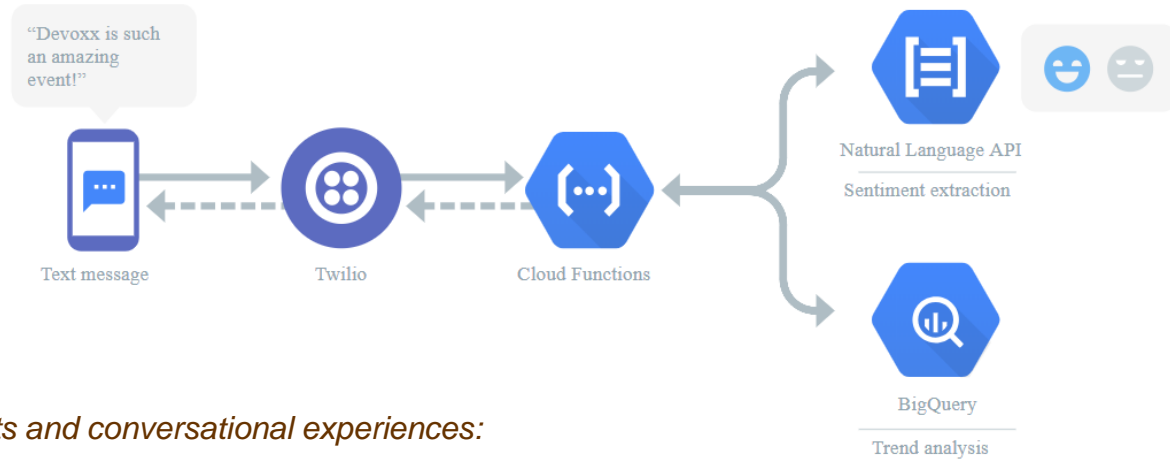 “Devoxx is such
an amazing
event!”
Text message
Twilio
Cloud Functions
Natural Language API
Sentiment extraction
BigQuery
Trend analysis
and conversational experiences: